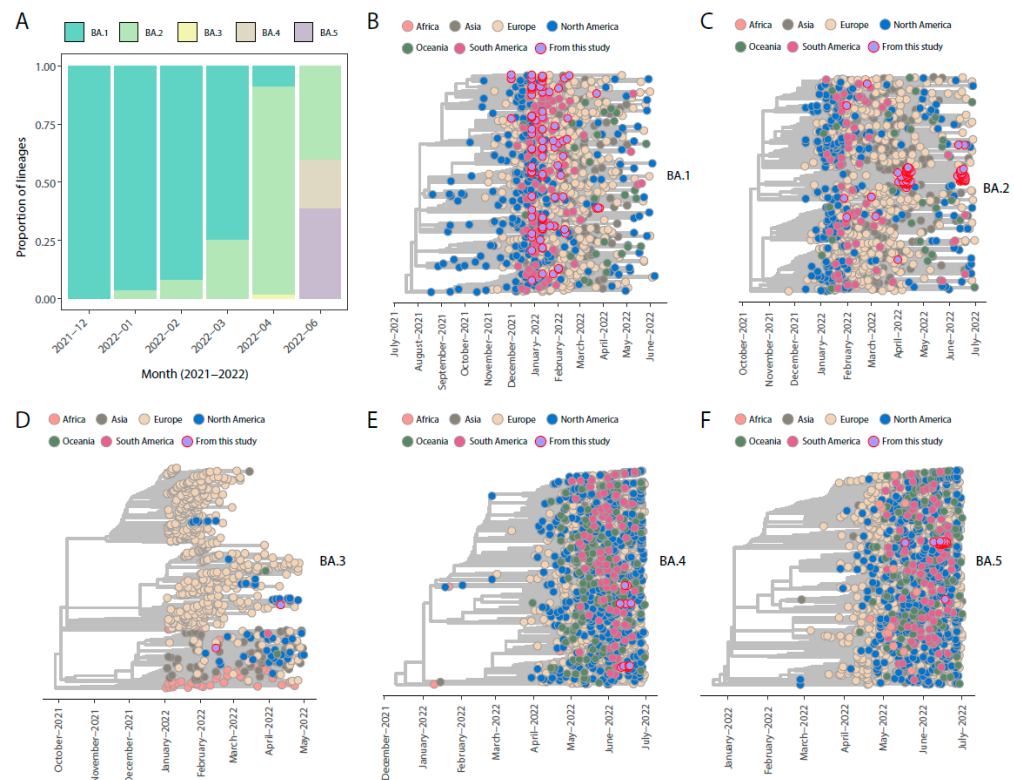 A
BA.1 BA.2 BA.3 BA.4 BA.5
1.00
0.75
0.50
0.25
0.00
Proportion of lineages
2021–12 2022–01 2022–02 2022–03 2022–04 2022–06
Month (2021–2022)
B
Africa Asia Europe North America
Oceania South America From this study
BA.1
July–2021 August–2021 September–2021 October–2021 November–2021 December–2021 January–2022 February–2022 March–2022 April–2022 May–2022 June–2022
C
Africa Asia Europe North America
Oceania South America From this study
BA.2
October–2021 November–2021 December–2021 January–2022 February–2022 March–2022 April–2022 May–2022 June–2022 July–2022
D
Africa Asia Europe North America
Oceania South America From this study
BA.3
October–2021 November–2021 December–2021 January–2022 February–2022 March–2022 April–2022 May–2022
E
Africa Asia Europe North America
Oceania South America From this study
BA.4
December–2021 January–2022 February–2022 March–2022 April–2022 May–2022 June–2022 July–2022
F
Africa Asia Europe North America
Oceania South America From this study
BA.5
January–2022 February–2022 March–2022 April–2022 May–2022 June–2022 July–2022